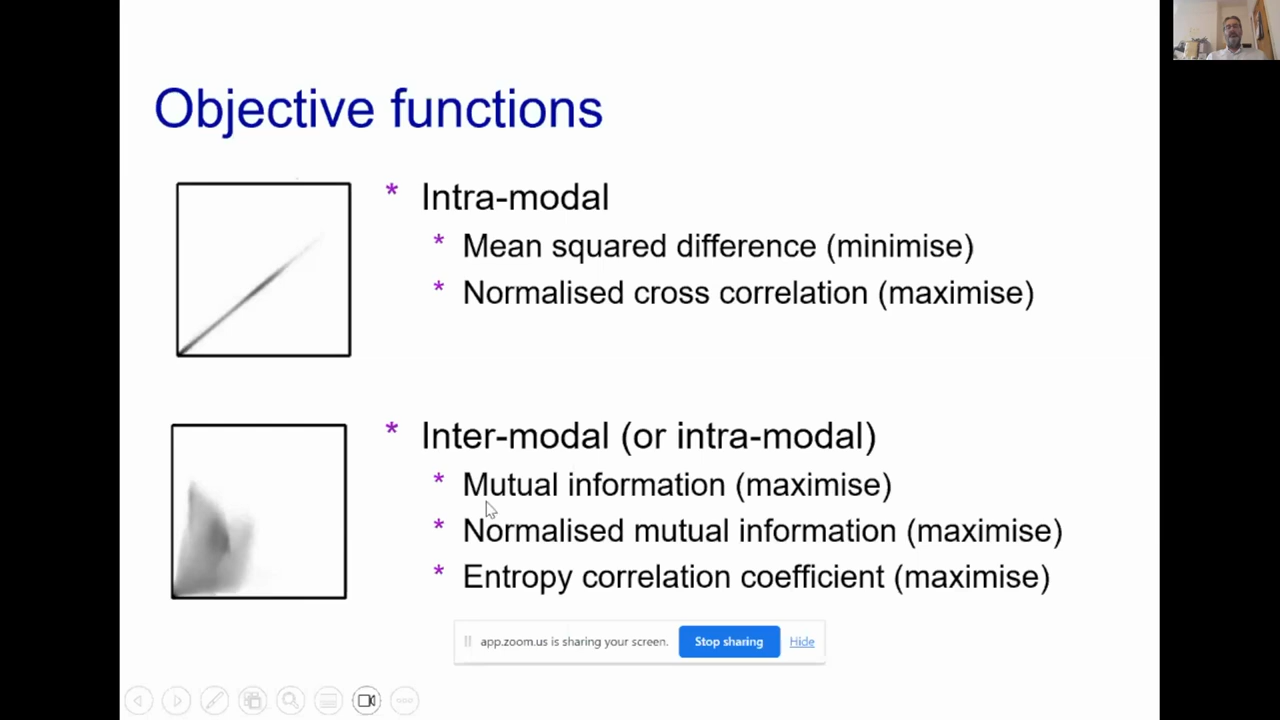 Objective functions
* Intra-modal
* Mean squared difference (minimise)
* Normalised cross correlation (maximise)
* Inter-modal (or intra-modal)
* Mutual information (maximise)
* Normalised mutual information (maximise)
* Entropy correlation coefficient (maximise)
app.zoom.us is sharing your screen. Stop sharing Hide